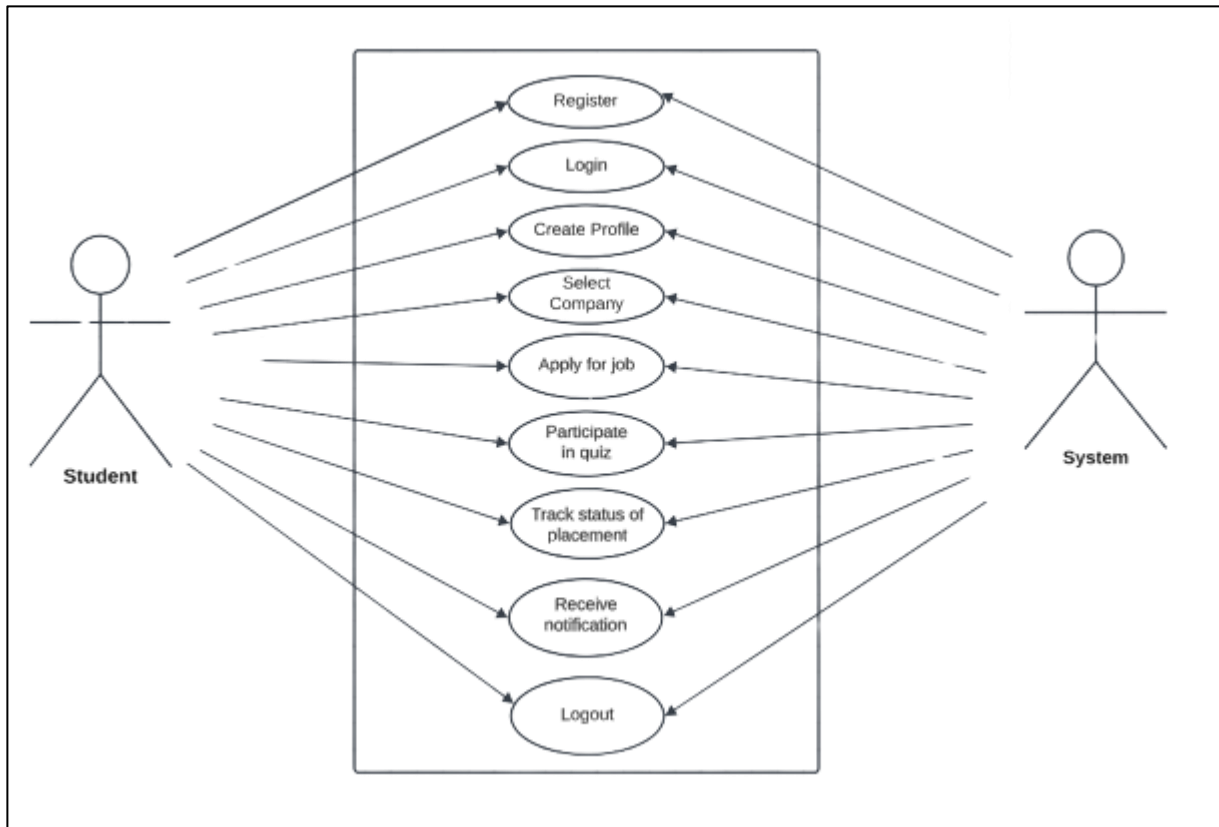 Register
Login
Create Profile
Select
Company
Apply for job
Participate
in quiz
Track status of
placement
Receive
notification
Logout
Student
System